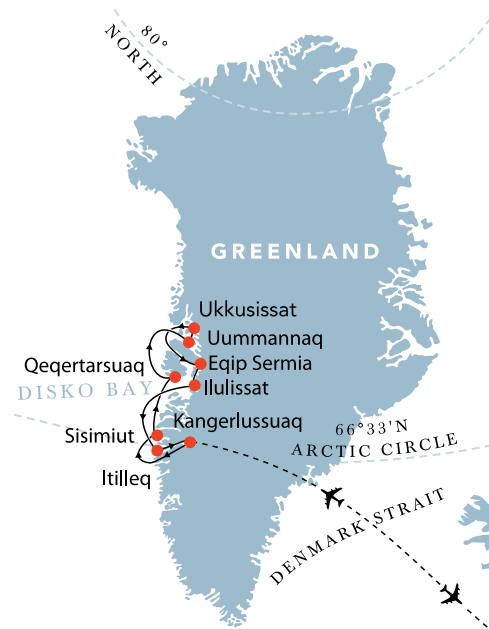 80°
NORTH
GREENLAND
Ukkusissat
Uummannaq
Eqip Sermia
Qeqertarsuaq
Ilulissat
DISKO BAY
Kangerlussuaq
Sisimiut
66°33'N
ARCTIC CIRCLE
Itilleq
DENMARK STRAIT